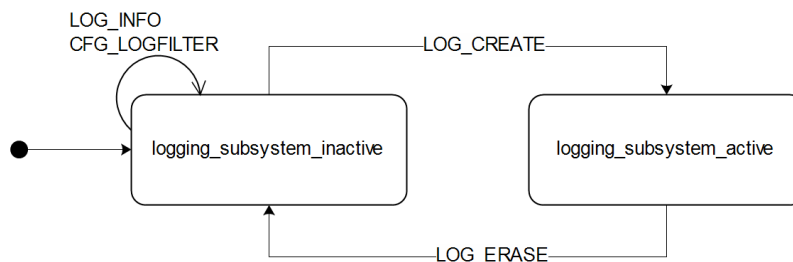 LOG_INFO
CFG_LOGFILTER
LOG_CREATE
logging_subsystem_inactive
logging_subsystem_active
LOG_ERASE